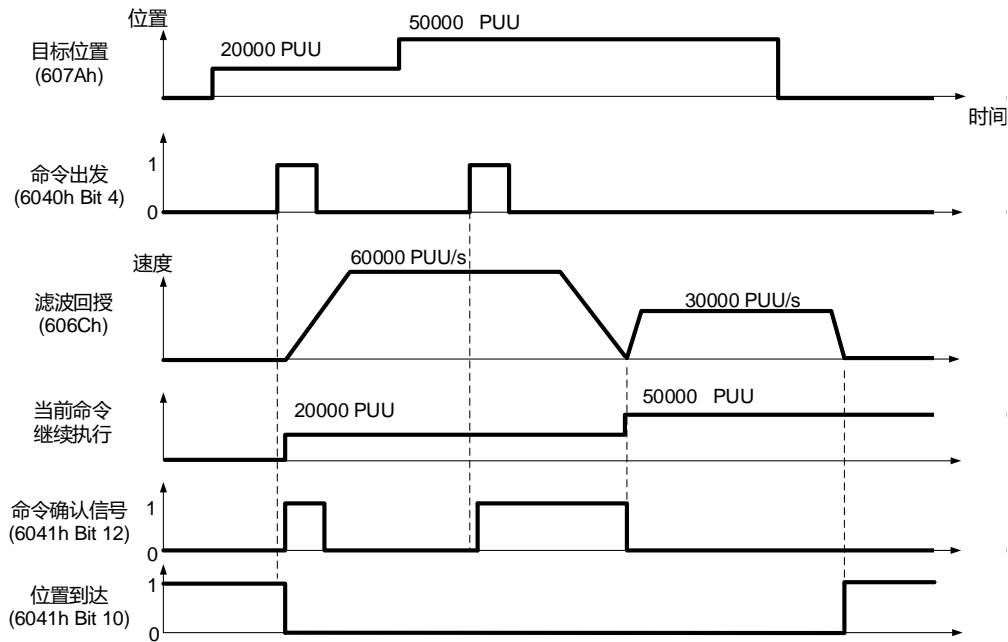 位置
50000 PUU
目标位置
(607Ah)
20000 PUU
时间
命令出发
(6040h Bit 4)
1
0
速度
60000 PUU/s
滤波回授
(606Ch)
30000 PUU/s
当前命令
继续执行
20000 PUU
50000 PUU
命令确认信号
(6041h Bit 12)
1
0
位置到达
(6041h Bit 10)
1
0